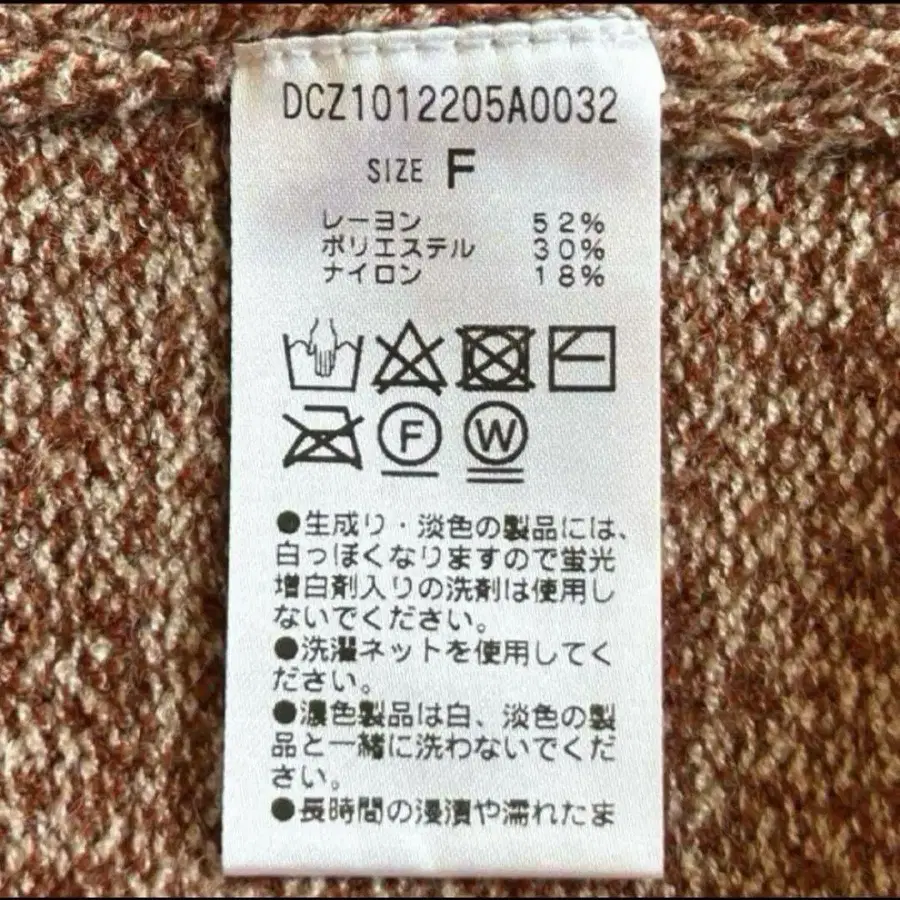 DCZ1012205A0032
SIZE F
レーヨン 52%
ポリエステル 30%
ナイロン 18%
F W
●生成り・淡色の製品には、
白っぽくなりますので蛍光
増白剤入りの洗剤は使用し
ないでください。
●洗濯ネットを使用してく
ださい。
●濃色製品は白、淡色の製
品と一緒に洗わないでくだ
さい。
●長時間の浸漬や濡れたま